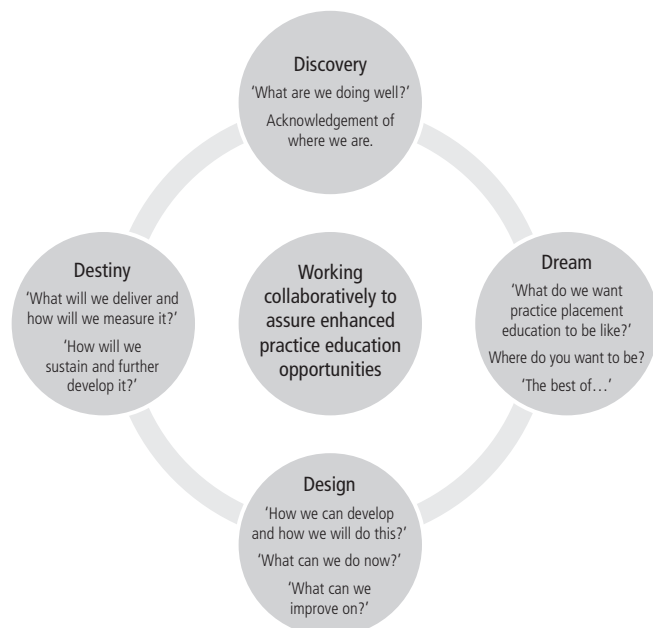 Discovery
'What are we doing well?'
Acknowledgement of
where we are.
Destiny
'What will we deliver and
how will we measure it?'
'How will we
sustain and further
develop it?'
Working
collaboratively to
assure enhanced
practice education
opportunities
Dream
'What do we want
practice placement
education to be like?'
Where do you want to be?
'The best of…'
Design
'How we can develop
and how we will do this?'
'What can we do now?'
'What can we
improve on?'